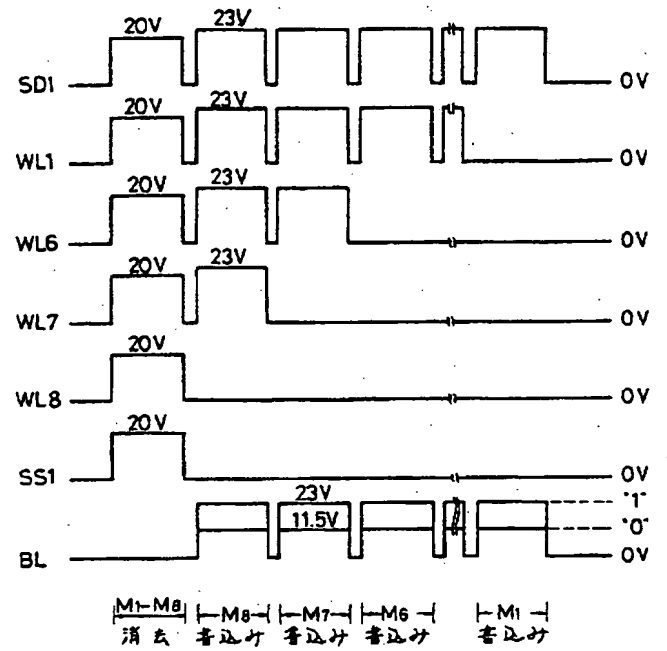 20V 23V
SD1 0V
20V 23V
WL1 0V
20V 23V
WL6 0V
20V 23V
WL7 0V
20V
WL8 0V
20V
SS1 0V
23V "1"
11.5V "0"
BL 0V
M1-M8 M8 M7 M6 M1
消去 書込み 書込み 書込み 書込み